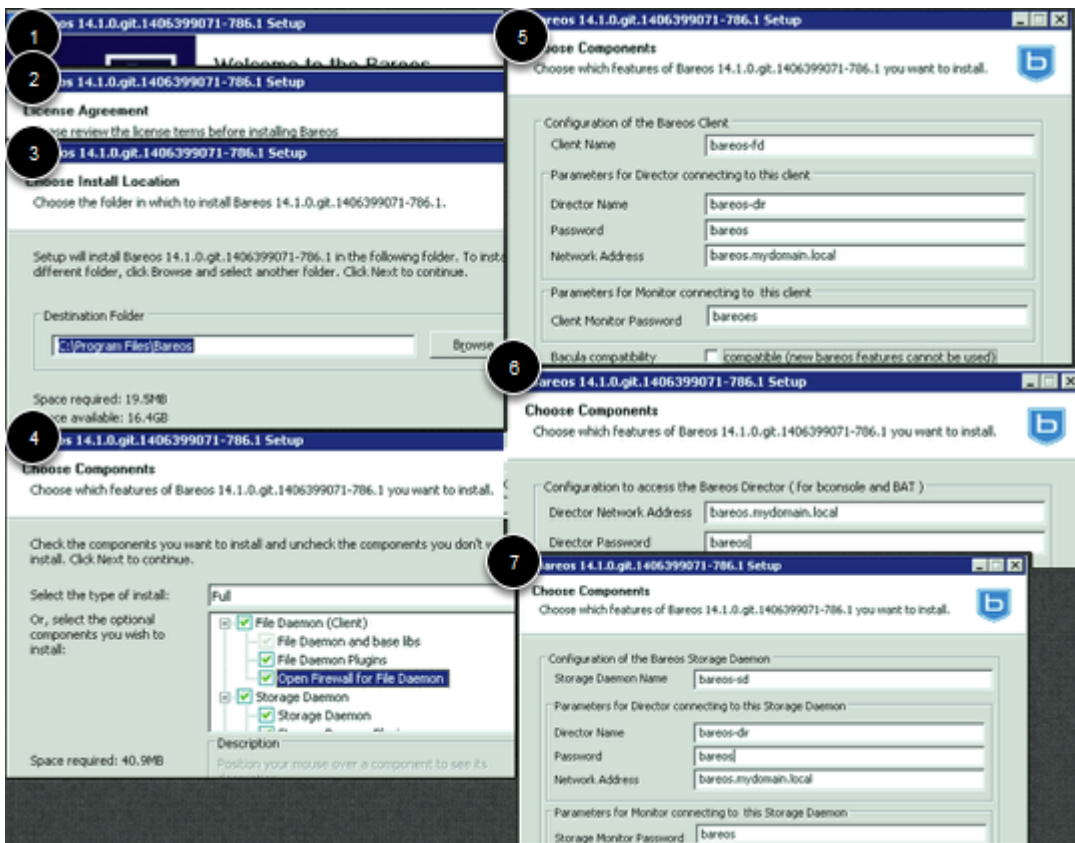 1
os 14.1.0.git.1406399071-786.1 Setup
Welcome to the Bareos
2
os 14.1.0.git.1406399071-786.1 Setup
License Agreement
review the license terms before installing Bareos
3
os 14.1.0.git.1406399071-786.1 Setup
Choose Install Location
Choose the folder in which to install Bareos 14.1.0.git.1406399071-786.1.
Setup will install Bareos 14.1.0.git.1406399071-786.1 in the following folder. To insta
different folder, click Browse and select another folder. Click Next to continue.
Destination Folder
C:\Program Files\Bareos
Browse
Space required: 19.5MB
ce available: 16.4GB
4
os 14.1.0.git.1406399071-786.1 Setup
Choose Components
Choose which features of Bareos 14.1.0.git.1406399071-786.1 you want to install.
Check the components you want to install and uncheck the components you don't w
install. Click Next to continue.
Select the type of install:
Full
Or, select the optional
components you wish to
install:
File Daemon (Client)
File Daemon and base libs
File Daemon Plugins
Open Firewall for File Daemon
Storage Daemon
Storage Daemon
Space required: 40.9MB
Description
Position your mouse over a component to see its
5
areos 14.1.0.git.1406399071-786.1 Setup
oose Components
Choose which features of Bareos 14.1.0.git.1406399071-786.1 you want to install.
Configuration of the Bareos Client
Client Name bareos-fd
Parameters for Director connecting to this client
Director Name bareos-dir
Password bareos
Network Address bareos.mydomain.local
Parameters for Monitor connecting to this client
Client Monitor Password bareoes
Bacula compatibility compatible (new bareos features cannot be used)
6
Bareos 14.1.0.git.1406399071-786.1 Setup
Choose Components
Choose which features of Bareos 14.1.0.git.1406399071-786.1 you want to install.
Configuration to access the Bareos Director ( for bconsole and BAT )
Director Network Address bareos.mydomain.local
Director Password bareos
7
areos 14.1.0.git.1406399071-786.1 Setup
Choose Components
Choose which features of Bareos 14.1.0.git.1406399071-786.1 you want to install.
Configuration of the Bareos Storage Daemon
Storage Daemon Name bareos-sd
Parameters for Director connecting to this Storage Daemon
Director Name bareos-dir
Password bareos
Network Address bareos.mydomain.local
Parameters for Monitor connecting to this Storage Daemon
Storage Monitor Password bareos